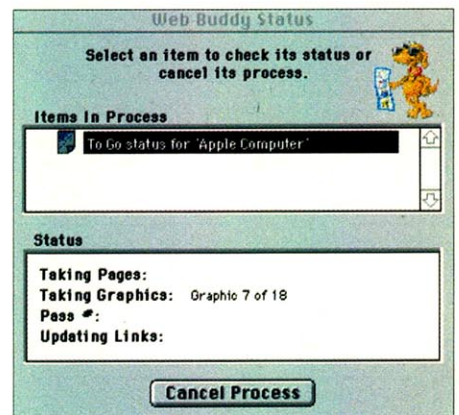 Web Buddy Status
Select an item to check its status or
cancel its process.
Items In Process
To Go status for 'Apple Computer'
Status
Taking Pages:
Taking Graphics: Graphic 7 of 18
Pass #:
Updating Links:
Cancel Process